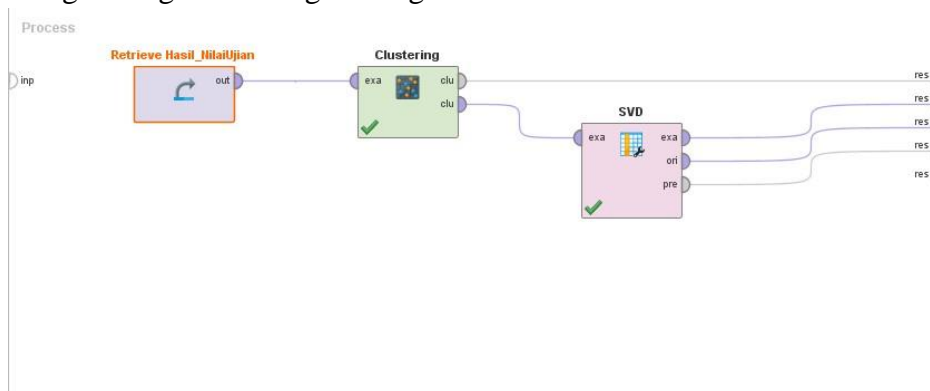 Process
Retrieve Hasil_NilaiUjian
out
inp
Clustering
exa
clu
clu
SVD
exa
exa
ori
pre
res
res
res
res
res